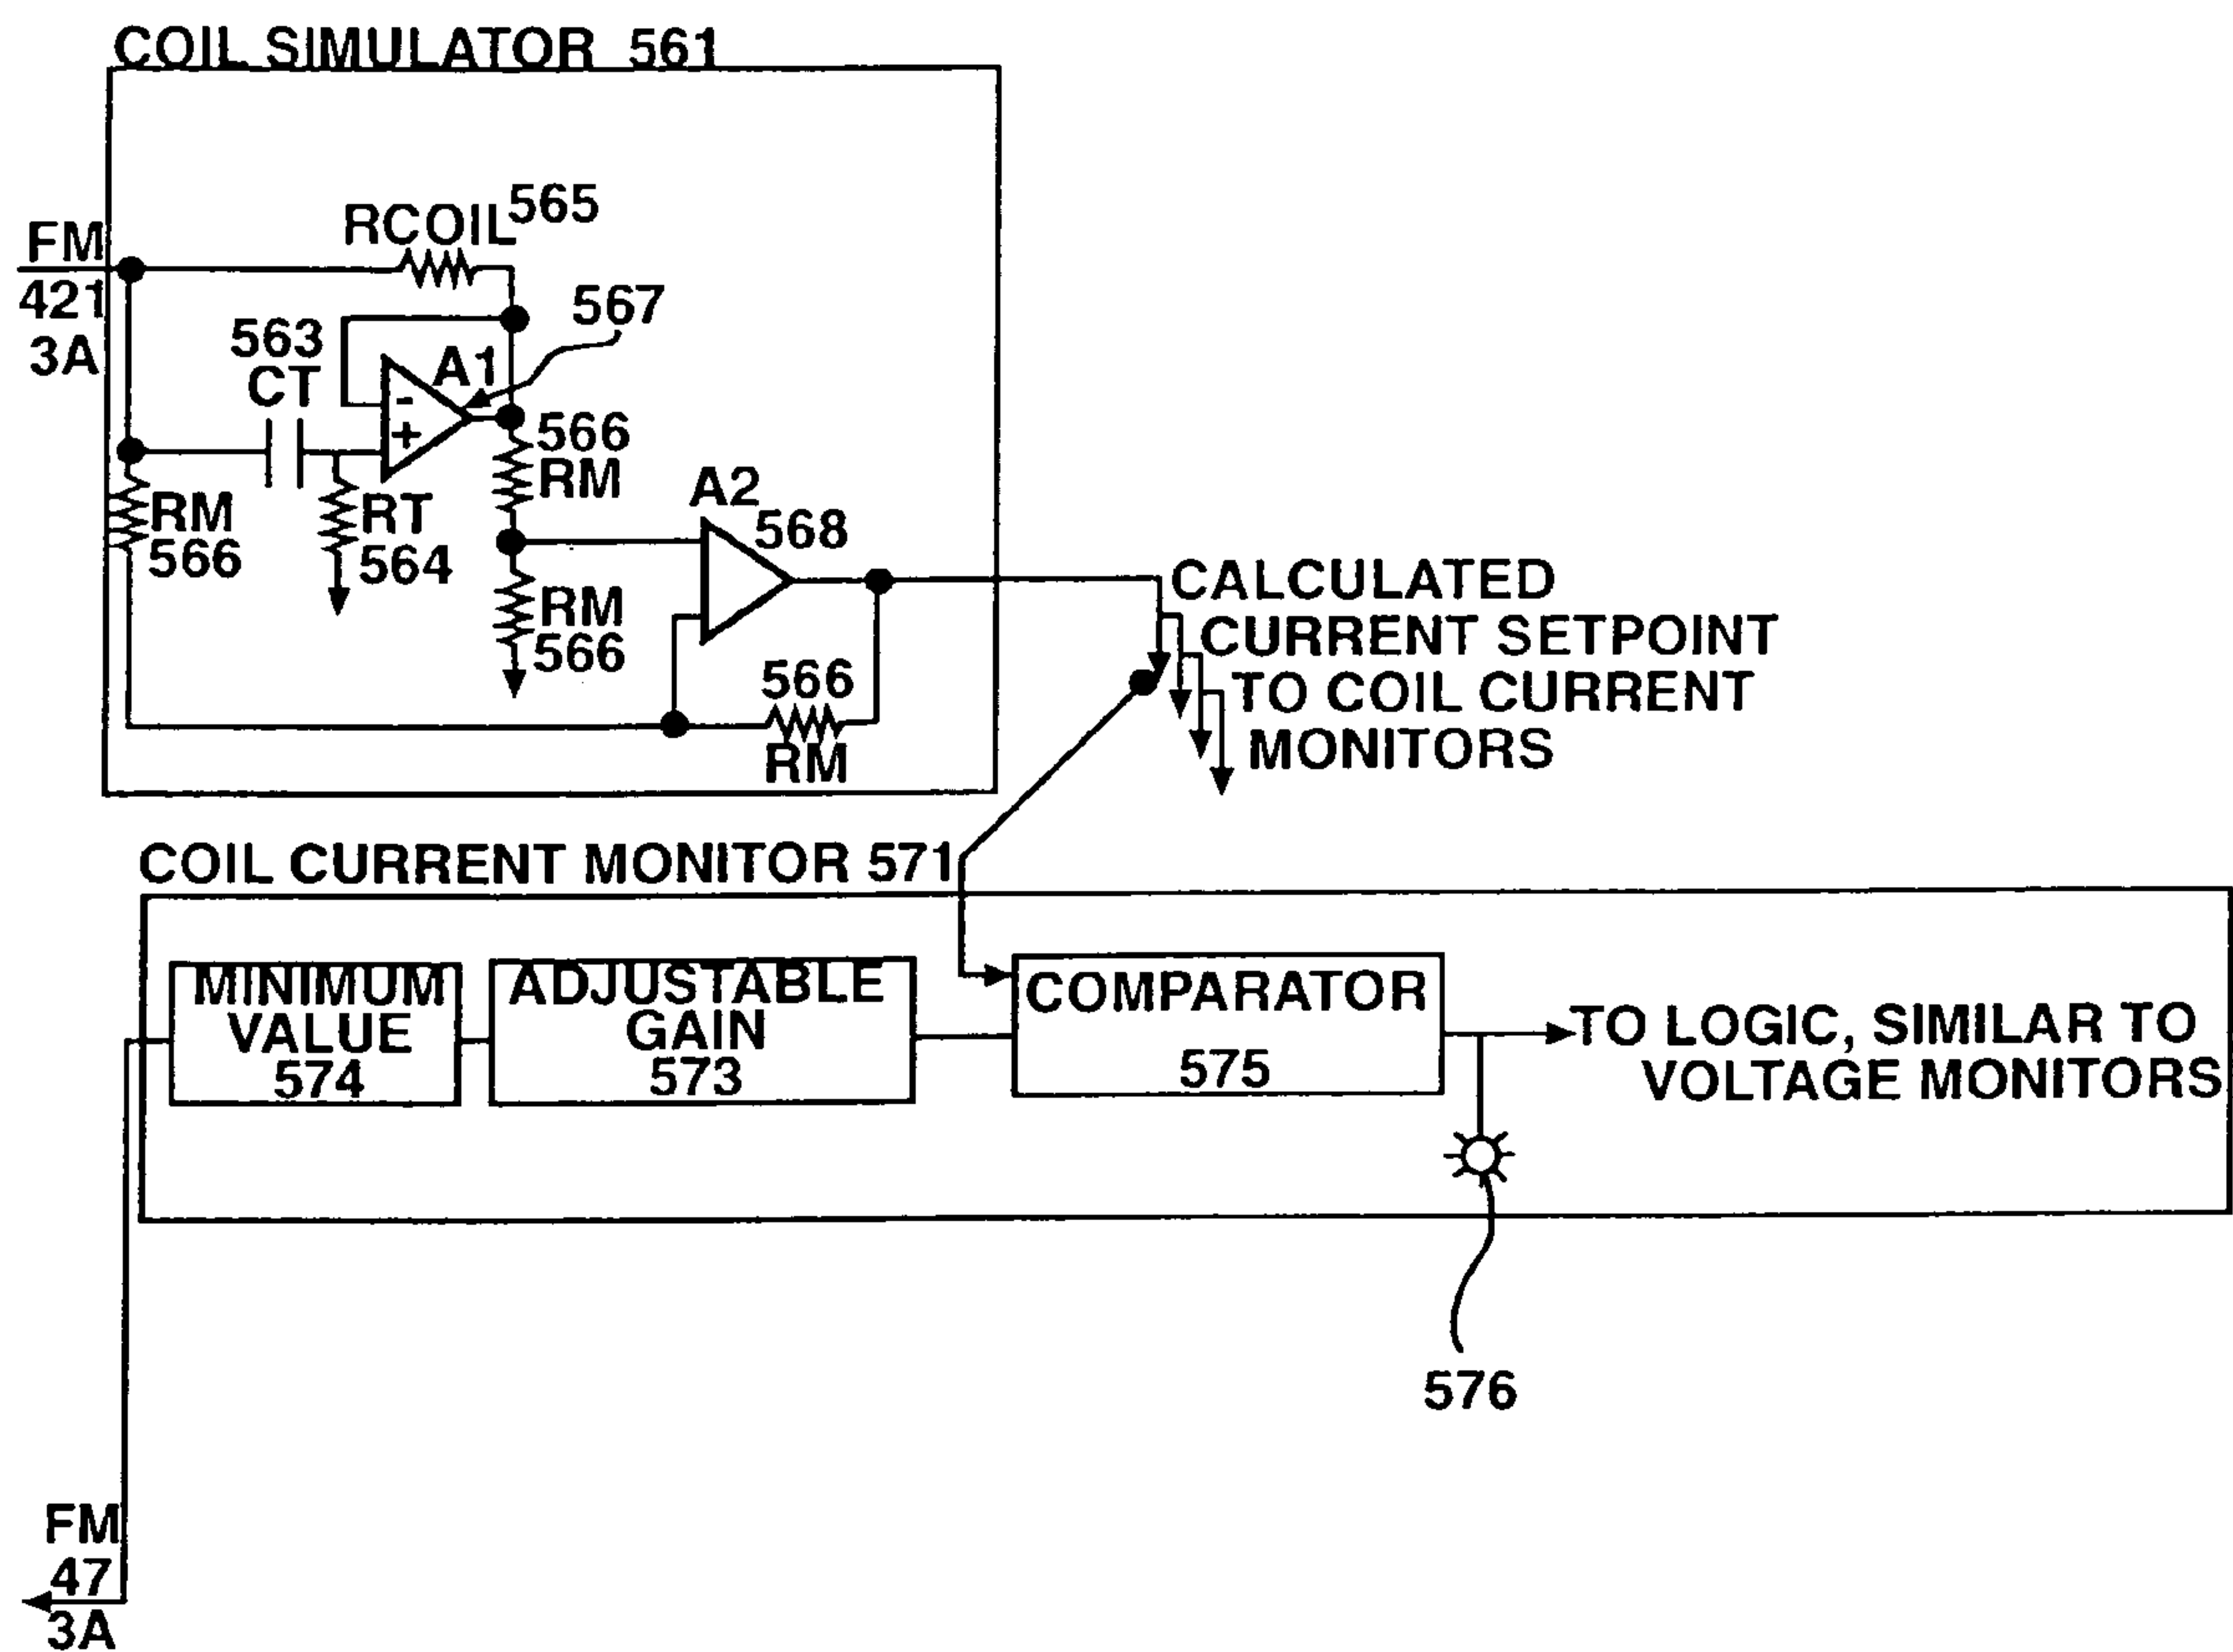 COIL SIMULATOR 561
RCOIL 565
FM
421
3A
563
CT
A1
-
+
567
566
RM
RM
566
RT
564
A2
568
RM
566
566
RM
CALCULATED
CURRENT SETPOINT
TO COIL CURRENT
MONITORS
COIL CURRENT MONITOR 571
MINIMUM
VALUE
574
ADJUSTABLE
GAIN
573
COMPARATOR
575
TO LOGIC, SIMILAR TO
VOLTAGE MONITORS
576
FM
47
3A